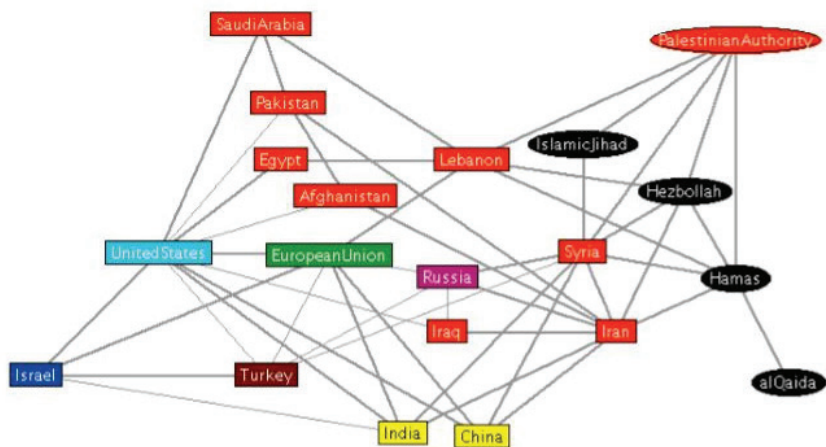 SaudiArabia
PalestinianAuthority
Pakistan
IslamicJihad
Egypt
Lebanon
Afghanistan
Hezbollah
UnitedStates
EuropeanUnion
Syria
Russia
Hamas
Iraq
Iran
Israel
Turkey
alQaida
India
China